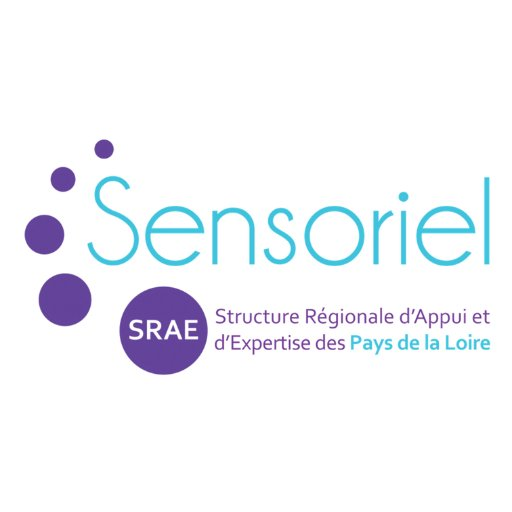 Sensoriel
SRAE
Structure Régionale d'Appui et
d'Expertise des Pays de la Loire